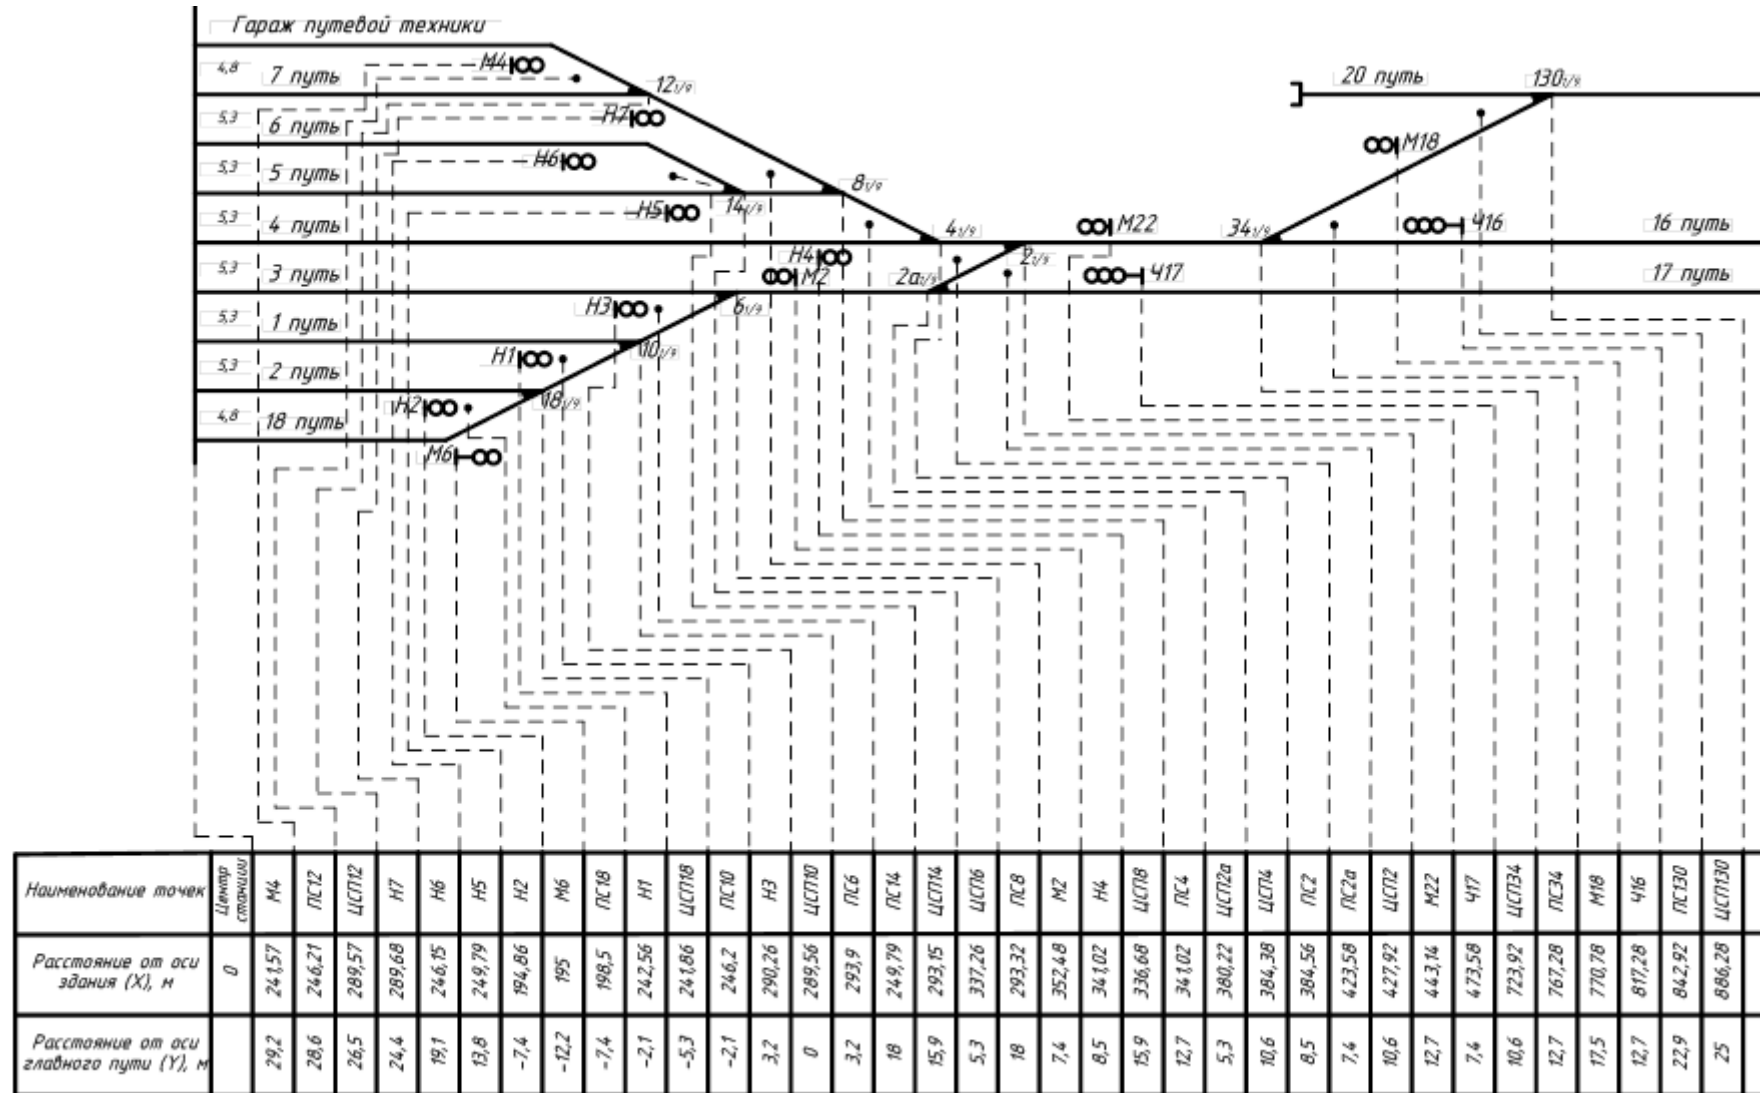 Гараж путевой техники
М4
4,8 7 путь
12 1/9
20 путь
130 1/9
5,3 6 путь
Н7
М18
5,3 5 путь
Н6
8 1/9
5,3 4 путь
Н5
14 1/9
4 1/9
М22
34 1/9
Ч16
16 путь
5,3 3 путь
Н4
М2
2а 1/9
2 1/9
Ч17
17 путь
5,3 1 путь
Н3
6 1/9
5,3 2 путь
Н1
10 1/9
4,8 18 путь
Н2
18 1/9
М6
Наименование точек Центр станции М4 ПС12 ЦСП12 Н7 Н6 Н5 Н2 М6 ПС18 Н1 ЦСП18 ПС10 Н3 ЦСП10 ПС6 ПС14 ЦСП14 ЦСП6 ПС8 М2 Н4 ЦСП8 ПС4 ЦСП2а ЦСП4 ПС2 ПС2а ЦСП2 М22 Ч17 ЦСП34 ПС34 М18 Ч16 ПС130 ЦСП130
Расстояние от оси
здания (X), м 0 241,57 246,21 289,57 289,68 246,15 249,79 194,86 195 198,5 242,56 241,86 246,2 290,26 289,56 293,9 249,79 293,15 337,26 293,32 352,48 341,02 336,68 341,02 380,22 384,38 384,56 423,58 427,92 443,14 473,58 723,92 767,28 770,78 817,28 842,92 886,28
Расстояние от оси
главного пути (Y), м 29,2 28,6 26,5 24,4 19,1 13,8 -7,4 -12,2 -7,4 -2,1 -5,3 -2,1 3,2 0 3,2 18 15,9 5,3 18 7,4 8,5 15,9 12,7 5,3 10,6 8,5 7,4 10,6 12,7 7,4 10,6 12,7 17,5 12,7 22,9 25